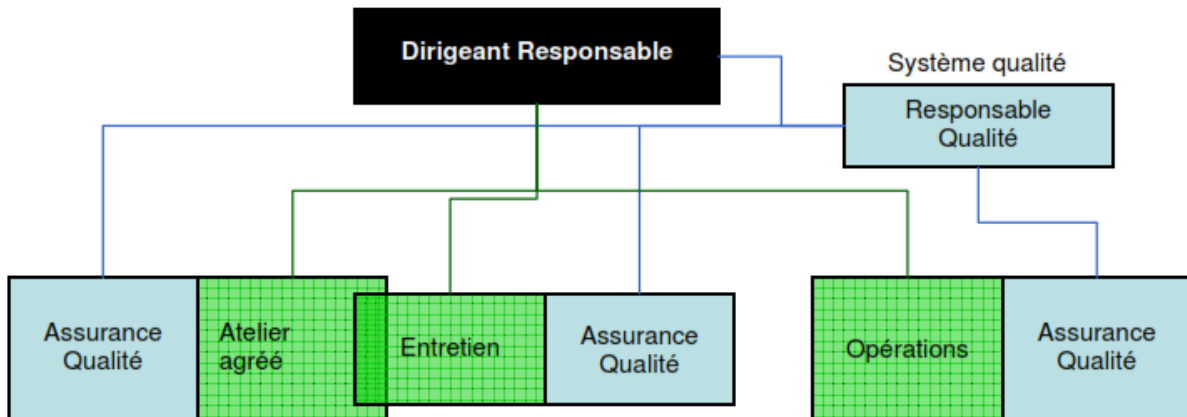 Dirigeant Responsable
Système qualité
Responsable
Qualité
Assurance
Qualité
Atelier
agréé
Entretien
Assurance
Qualité
Opérations
Assurance
Qualité